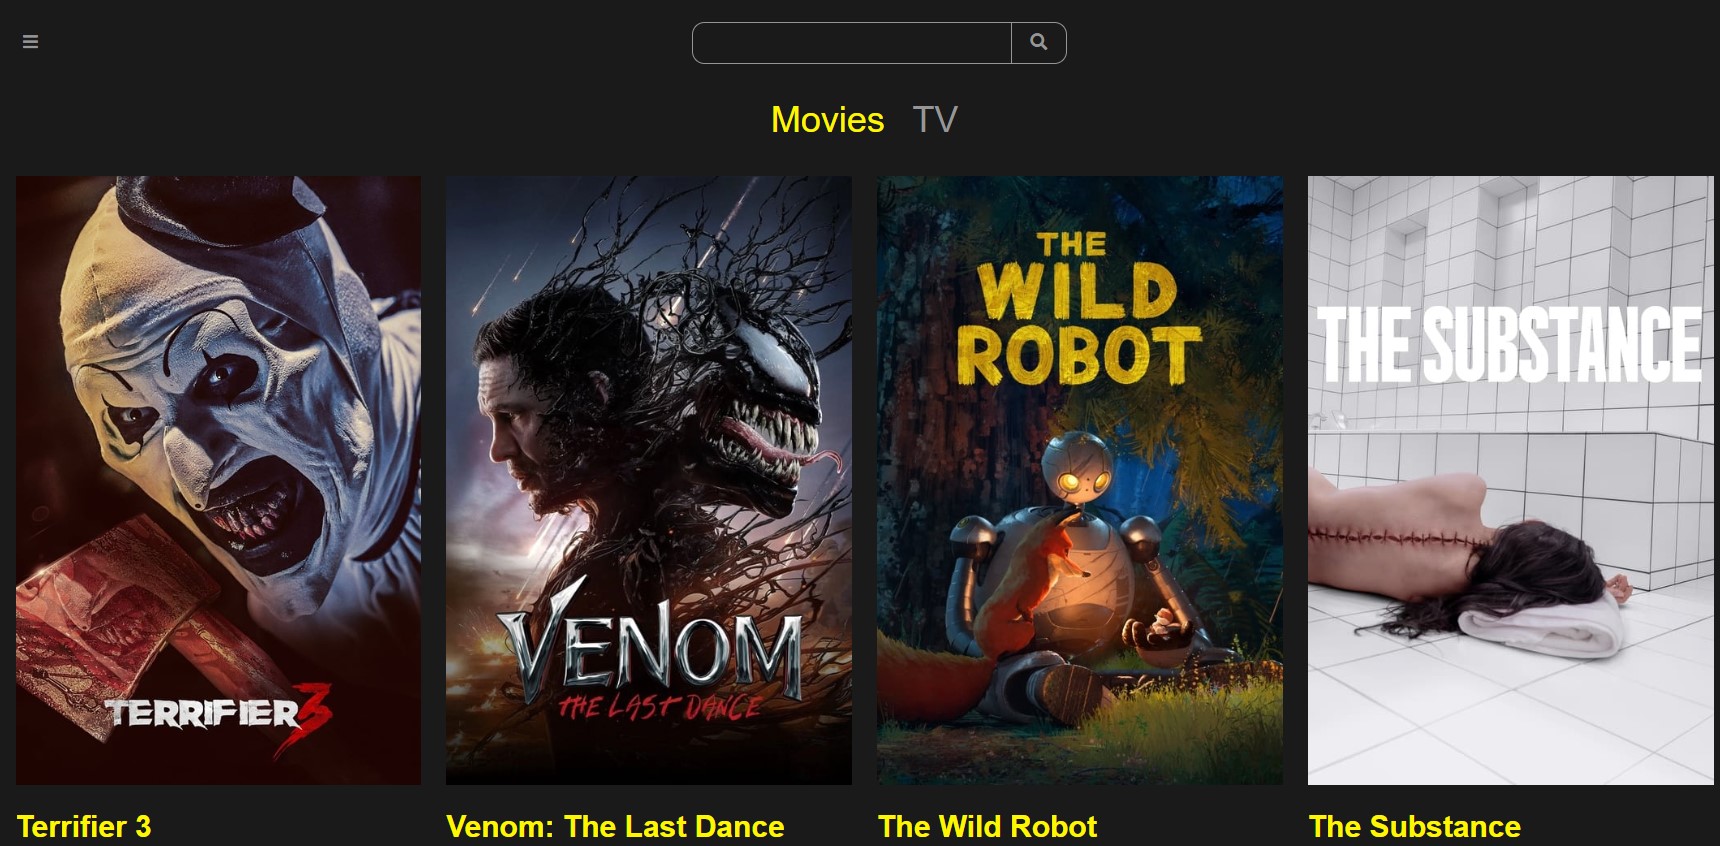 Movies TV
TERRIFIER 3
VENOM
THE LAST DANCE
THE
WILD
ROBOT
THE SUBSTANCE
Terrifier 3
Venom: The Last Dance
The Wild Robot
The Substance